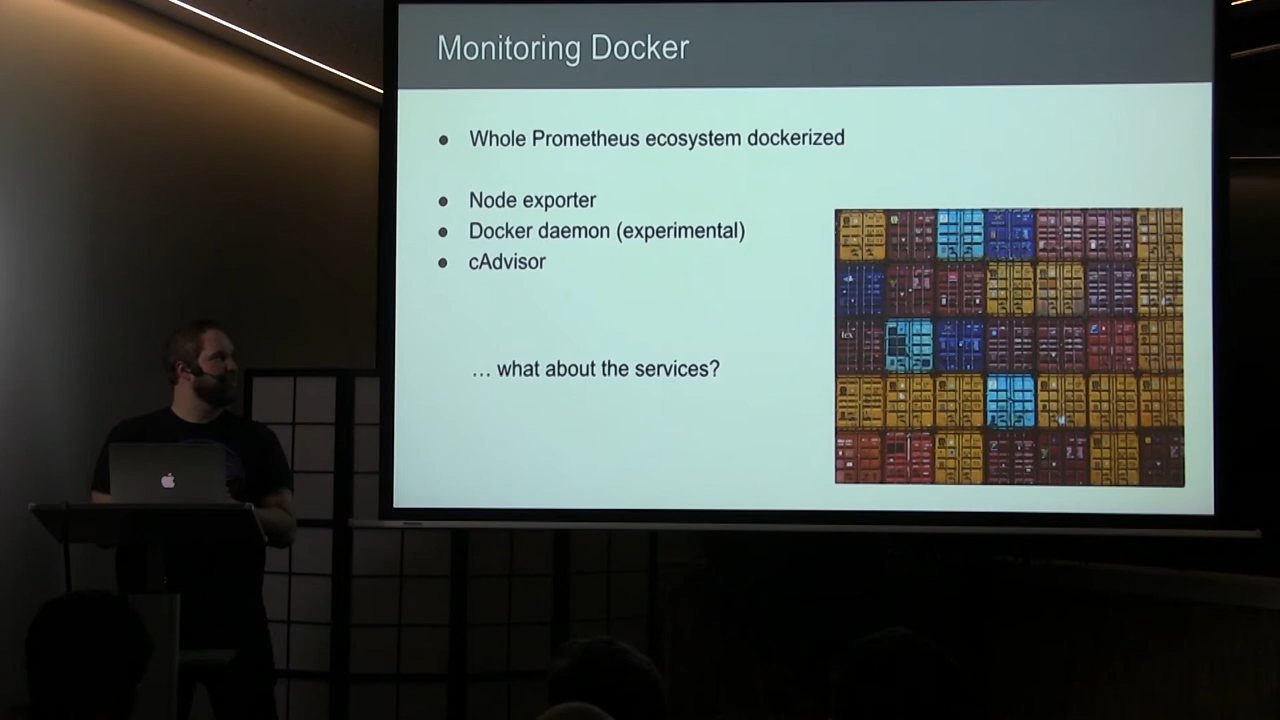 Monitoring Docker
● Whole Prometheus ecosystem dockerized
● Node exporter
● Docker daemon (experimental)
● cAdvisor
… what about the services?